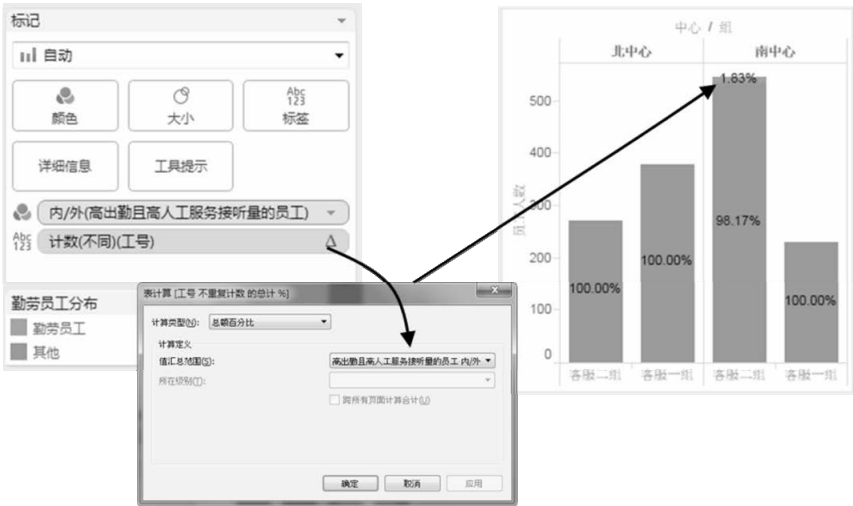 标记
自动
颜色
大小
Abc
123
标签
详细信息
工具提示
内/外(高出勤且高人工服务接听量的员工)
Abc
123
计数(不同)(工号)
Δ
勤劳员工分布
勤劳员工
其他
表计算 [工号 不重复计数 的总计 %]
计算类型(N):
总额百分比
计算定义
值汇总范围(S):
高出勤且高人工服务接听量的员工 内/外
所在级别(T):
跨所有页面计算合计(U)
确定
取消
应用
中心 / 组
北中心
南中心
员工人数
500
400
300
200
100
0
100.00%
100.00%
1.83%
98.17%
100.00%
客服二组
客服一组
客服二组
客服一组